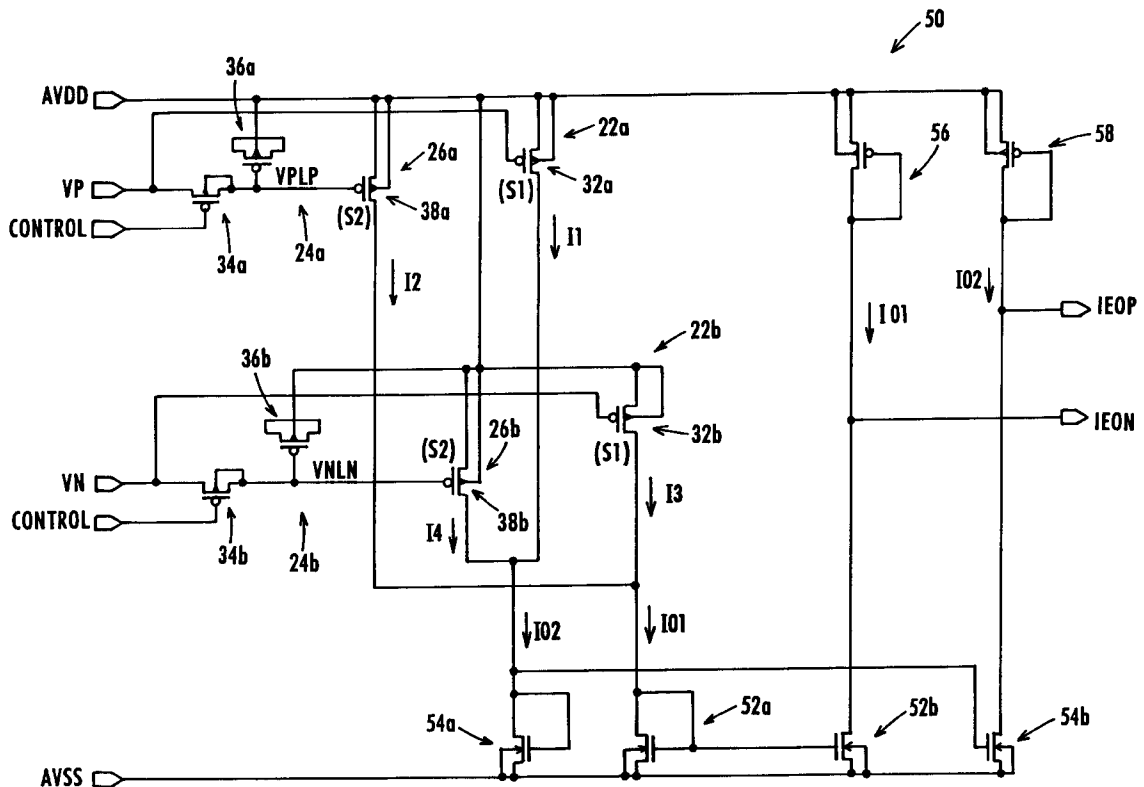 50
36a
AVDD
22a
26a
56
58
VP
VPLP
(S1)
32a
(S2)
38a
CONTROL
34a
24a
I1
I2
I02
IEOP
I01
22b
36b
IEON
(S2)
26b
(S1)
32b
VN
VNLN
I3
CONTROL
38b
I4
34b
24b
I02
I01
52a
52b
54a
54b
AVSS